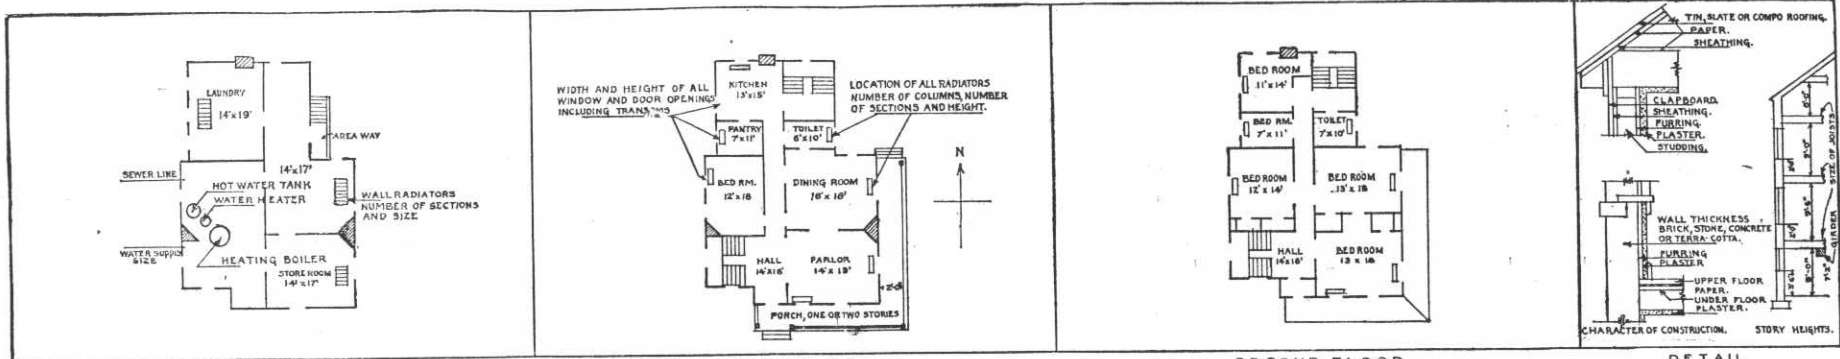 LAUNDRY
14'x19'
AREA WAY
14'x17'
SEWER LINE
HOT WATER TANK
WATER HEATER
WALL RADIATORS
NUMBER OF SECTIONS
AND SIZE
WATER SUPPLY
SIZE
HEATING BOILER
STORE ROOM
14'x17'
WIDTH AND HEIGHT OF ALL
WINDOW AND DOOR OPENINGS
INCLUDING TRANSOMS
KITCHEN
13'x15'
LOCATION OF ALL RADIATORS
NUMBER OF COLUMNS, NUMBER
OF SECTIONS AND HEIGHT.
PANTRY
7'x11'
TOILET
6'x10'
N
BED RM.
12'x18
DINING ROOM
16'x18'
HALL
14'x18'
PARLOR
14'x19'
PORCH, ONE OR TWO STORIES
BED ROOM
11'x14'
BED RM.
7'x11'
TOILET
7'x10'
BED ROOM
12'x14'
BED ROOM
HALL
14'x18'
BED ROOM
13 x 18
TIN, SLATE OR COMPO ROOFING.
PAPER.
SHEATHING.
CLAPBOARD
SHEATHING.
FURRING.
PLASTER.
STUDDING.
SIZE OF JOISTS
GIRDER
WALL THICKNESS
BRICK, STONE, CONCRETE
OR TERRA-COTTA.
FURRING
PLASTER
UPPER FLOOR
PAPER.
UNDER FLOOR
PLASTER.
CHARACTER OF CONSTRUCTION.
STORY HEIGHTS.